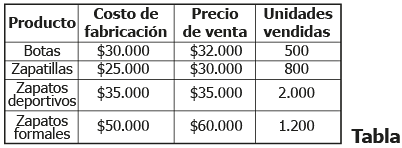 Producto Costo de fabricación Precio de venta Unidades vendidas
Botas $30.000 $32.000 500
Zapatillas $25.000 $30.000 800
Zapatos deportivos $35.000 $35.000 2.000
Zapatos formales $50.000 $60.000 1.200
Tabla